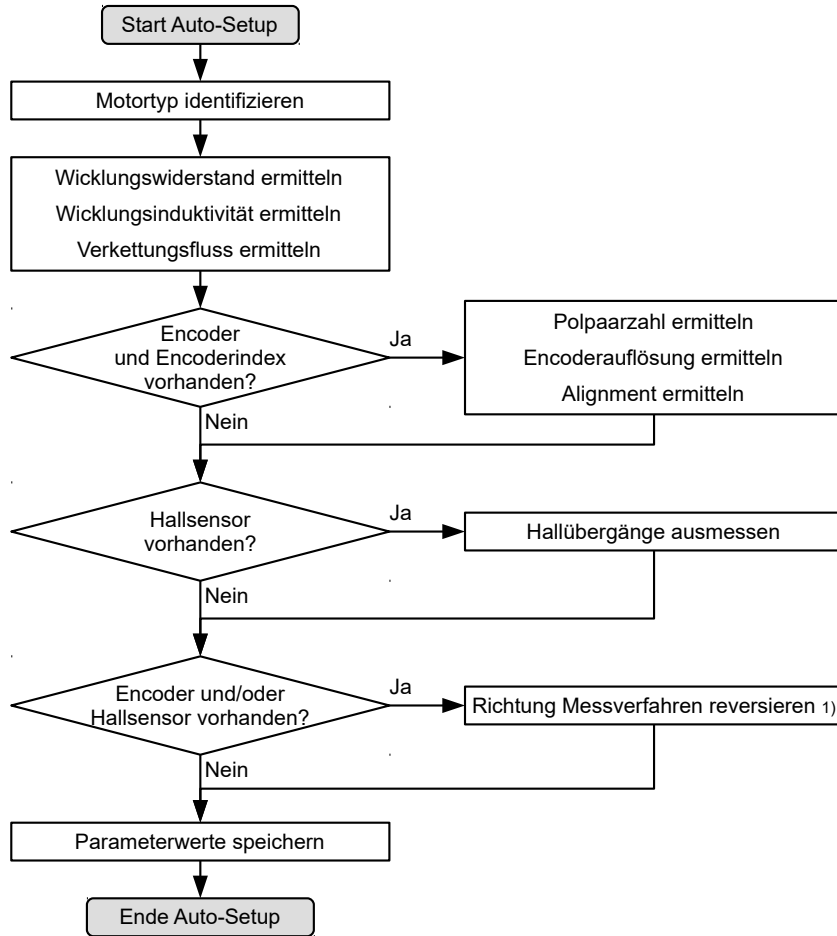 Start Auto-Setup
Motortyp identifizieren
Wicklungswiderstand ermitteln
Wicklungsinduktivität ermitteln
Verkettungsfluss ermitteln
Encoder
und Encoderindex
vorhanden?
Ja
Polpaarzahl ermitteln
Encoderauflösung ermitteln
Alignment ermitteln
Nein
Hallsensor
vorhanden?
Ja
Hallübergänge ausmessen
Nein
Encoder und/oder
Hallsensor vorhanden?
Ja
Richtung Messverfahren reversieren 1)
Nein
Parameterwerte speichern
Ende Auto-Setup